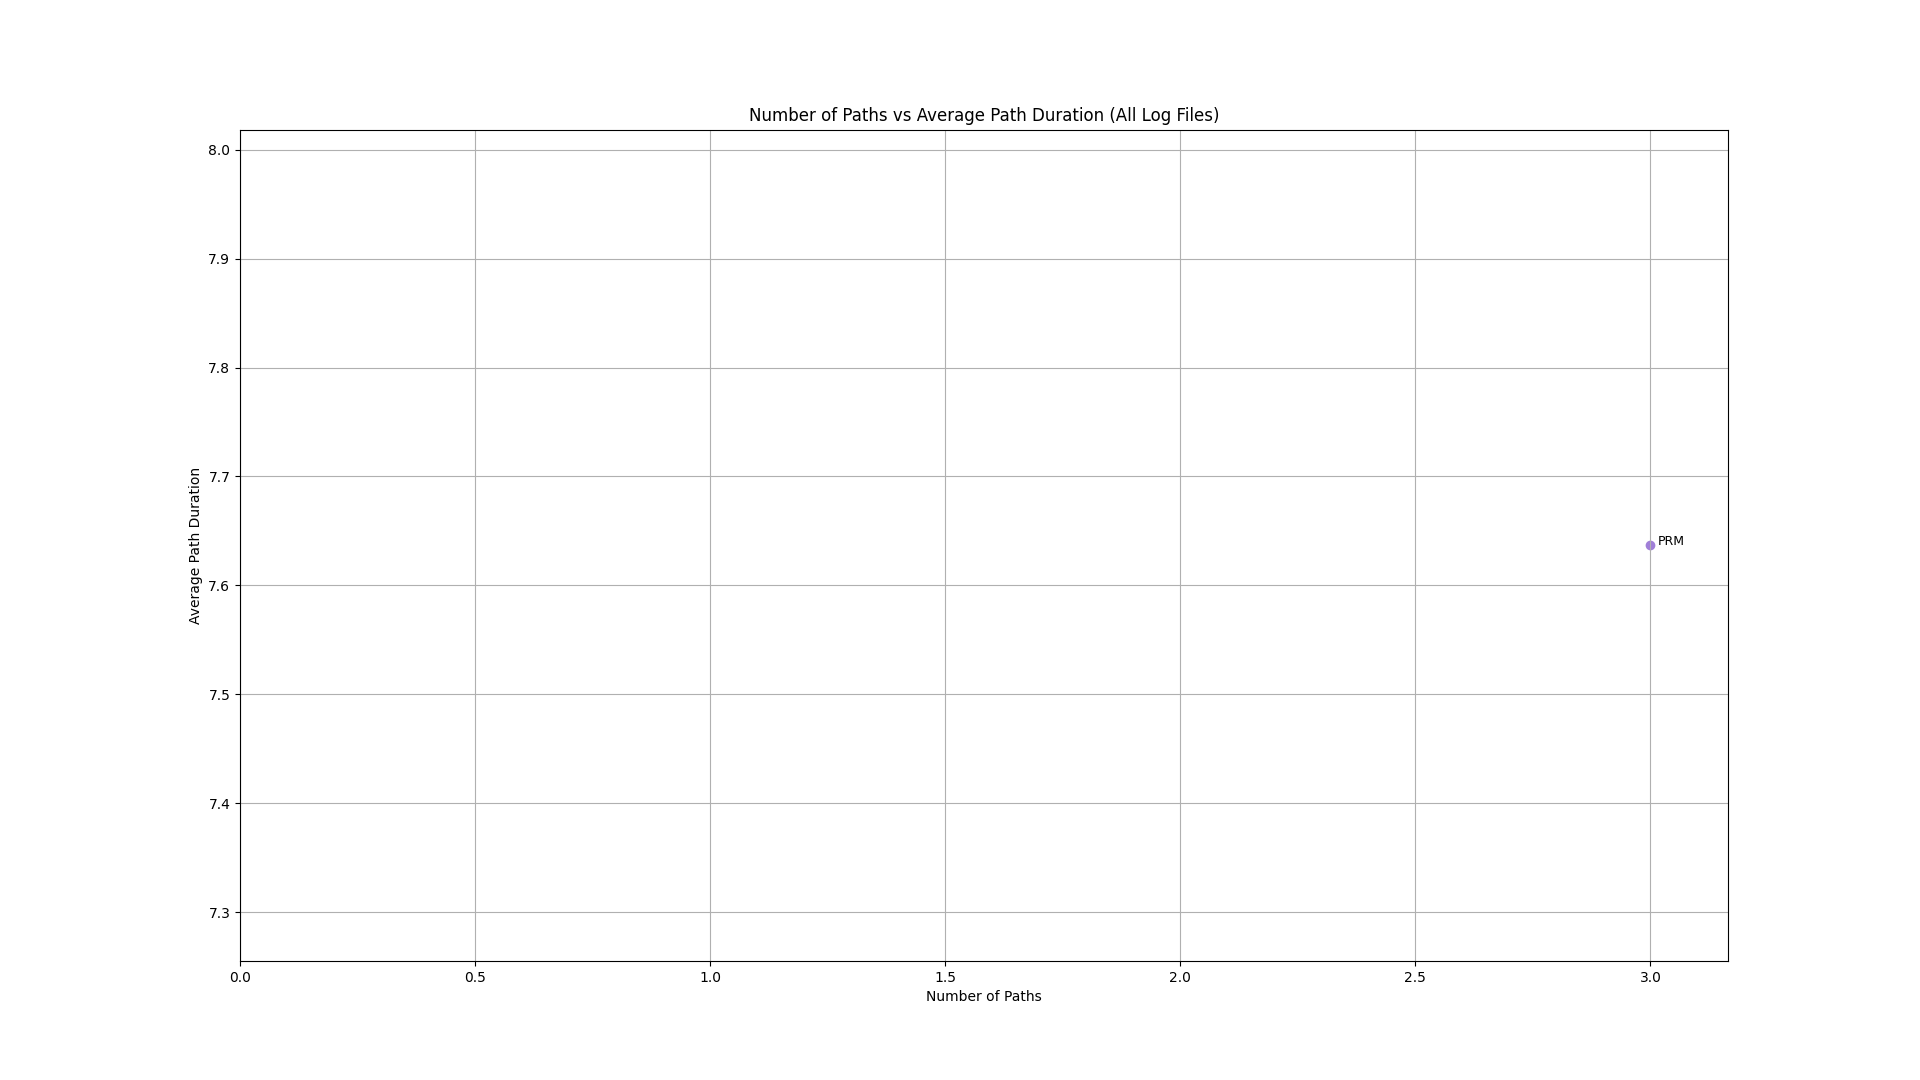 Number of Paths vs Average Path Duration (All Log Files)
8.0
7.9
7.8
7.7
7.6
7.5
7.4
7.3
Average Path Duration
PRM
0.0 0.5 1.0 1.5 2.0 2.5 3.0
Number of Paths